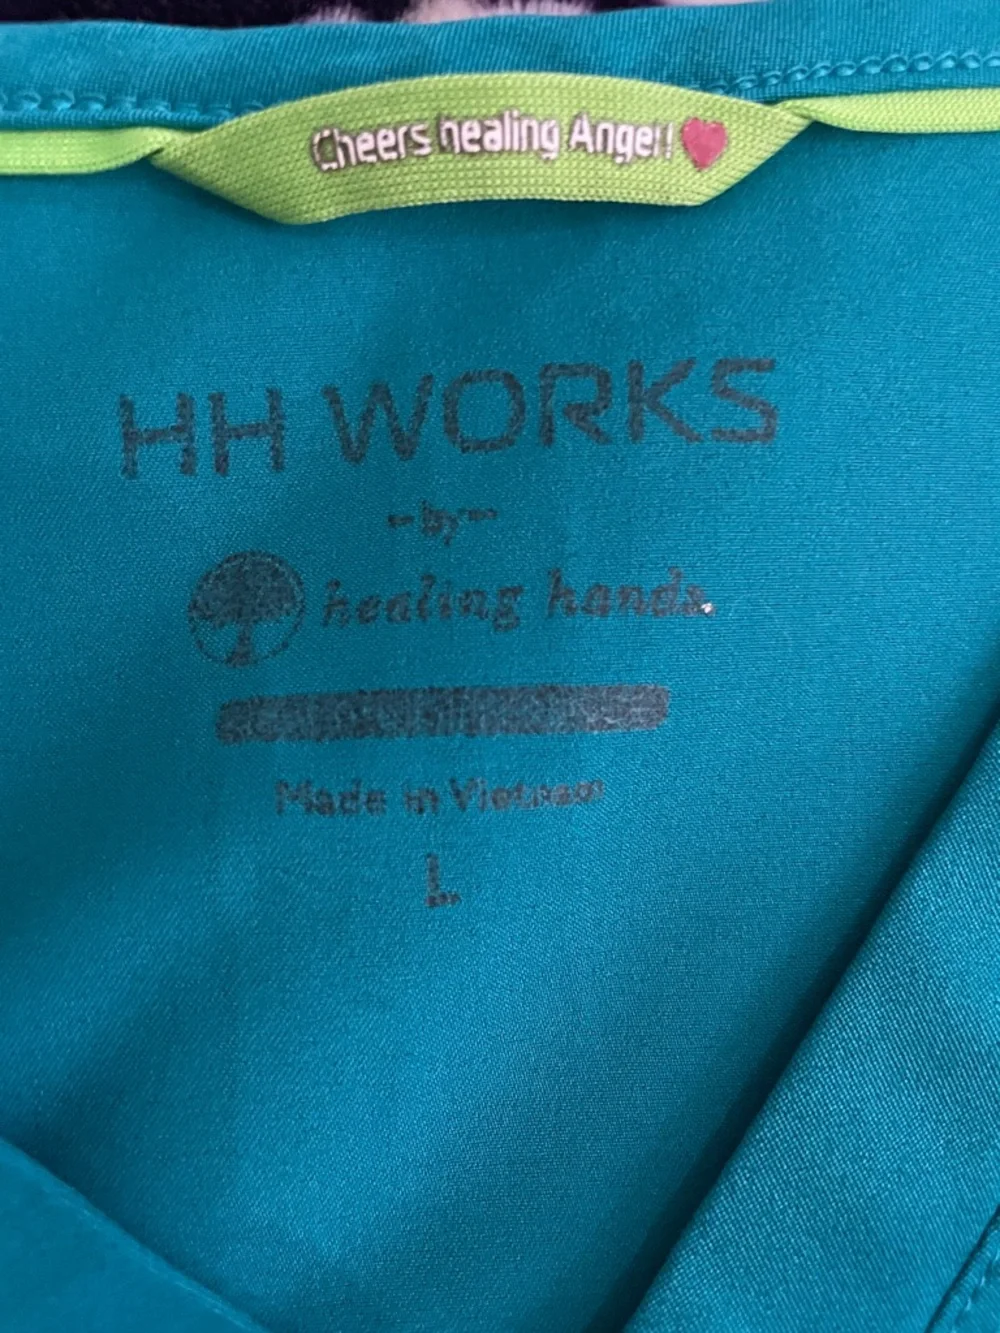 Cheers healing Angel! ❤
HH WORKS
-by-
healing hands.
Made in Vietnam
L